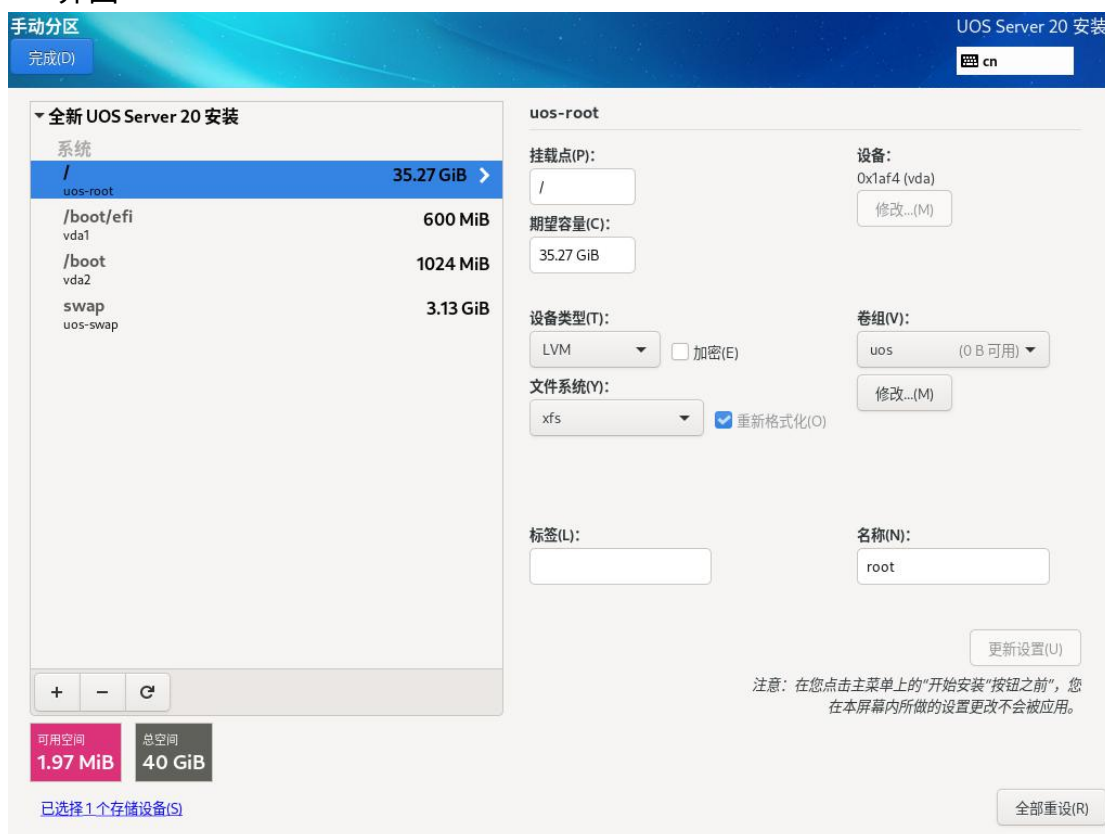 手动分区
UOS Server 20 安装
完成(D)
cn
全新 UOS Server 20 安装
系统
/
35.27 GiB
uos-root
/boot/efi
600 MiB
vda1
/boot
1024 MiB
vda2
swap
3.13 GiB
uos-swap
+ −
可用空间
1.97 MiB
总空间
40 GiB
已选择 1 个存储设备(S)
uos-root
挂载点(P)：
/
设备：
0x1af4 (vda)
修改...(M)
期望容量(C)：
35.27 GiB
设备类型(T)：
LVM
加密(E)
卷组(V)：
uos (0 B 可用)
修改...(M)
文件系统(Y)：
xfs
重新格式化(O)
标签(L)：
名称(N)：
root
更新设置(U)
注意：在您点击主菜单上的“开始安装“按钮之前”，您
在本屏幕内所做的设置更改不会被应用。
全部重设(R)